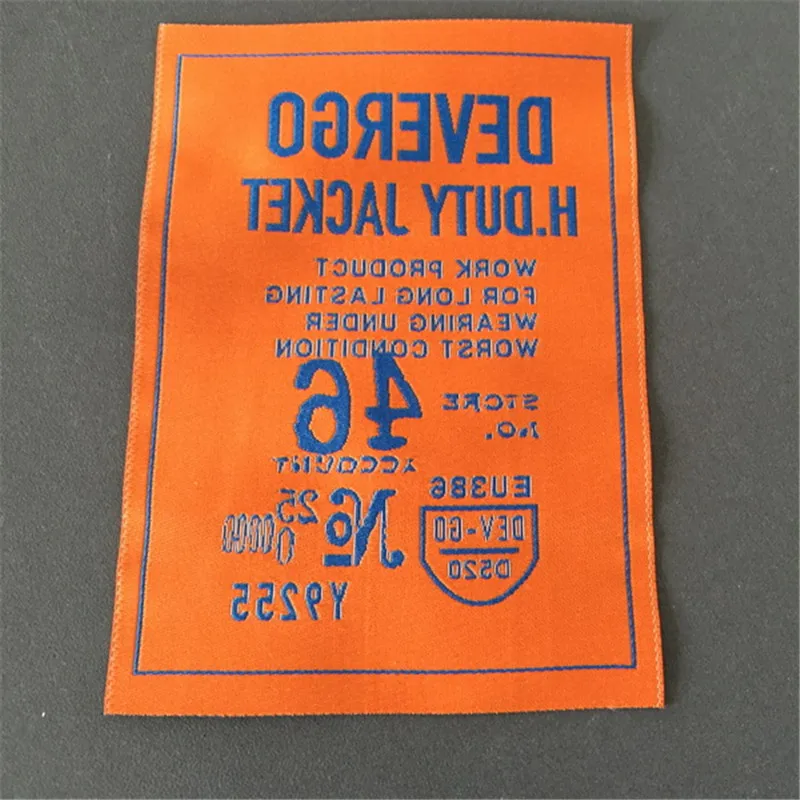 DEVERGO
H.DUTY JACKET
WORK PRODUCT
FOR LONG LASTING
WEARING UNDER
WORST CONDITION
STORE NO. 46
ACCOUNT
EU386
No 25
DEV-GO
DS20
Y9255